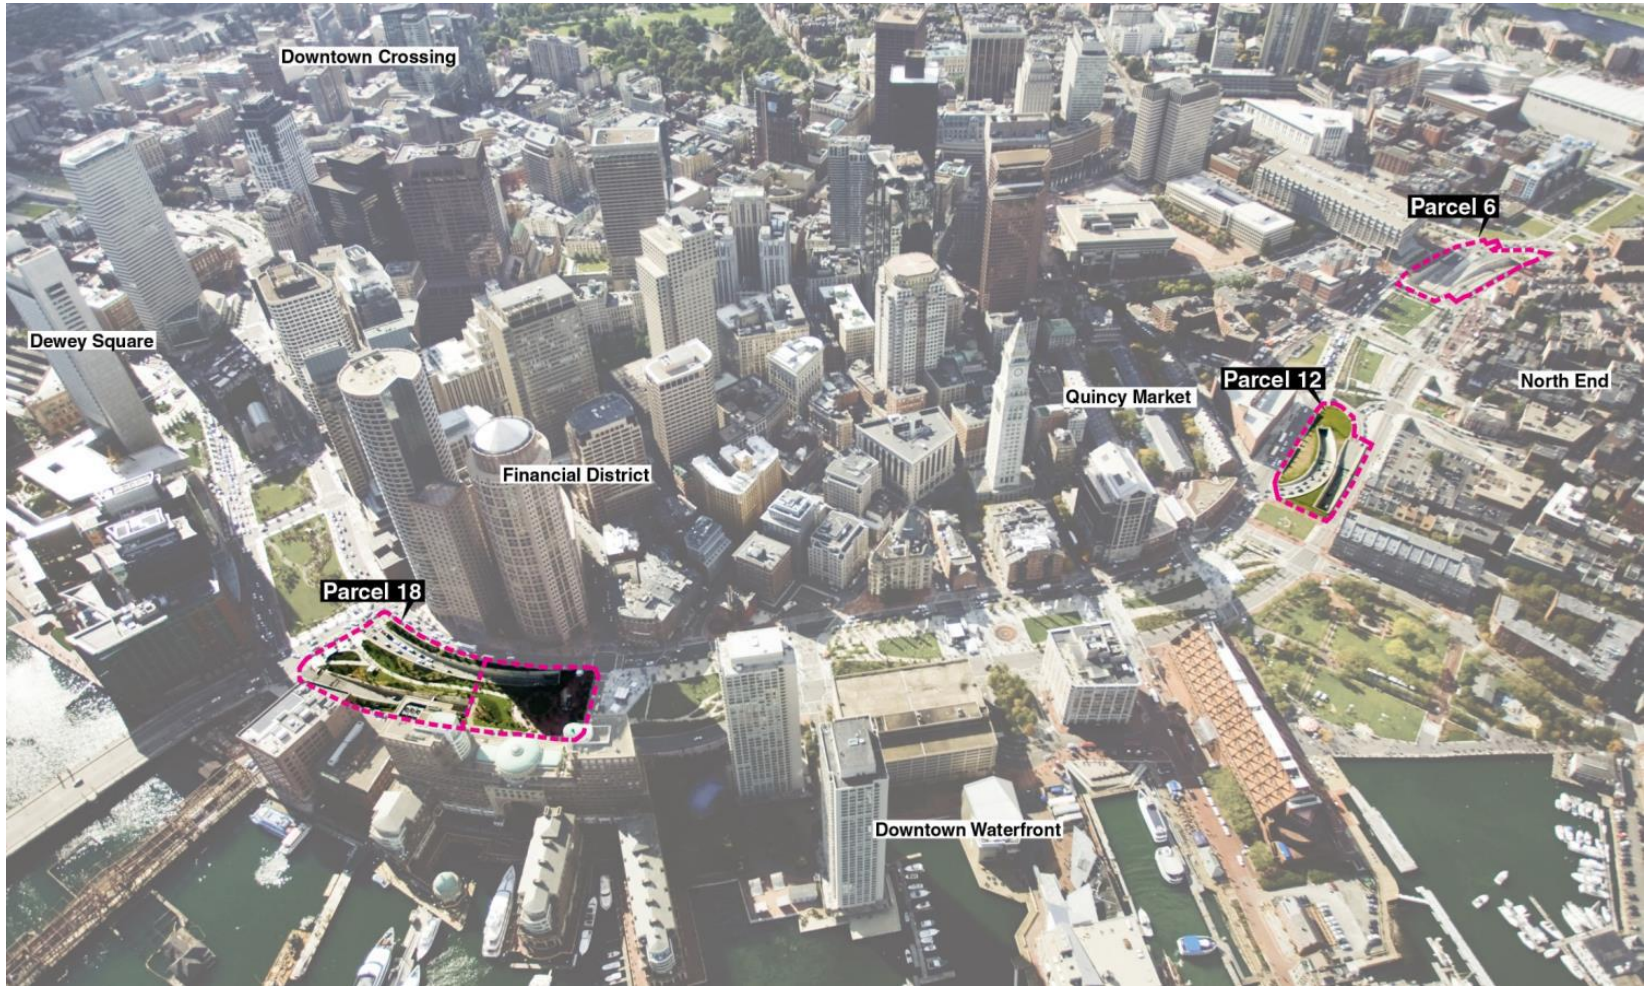 Downtown Crossing
Parcel 6
Dewey Square
Parcel 12
North End
Quincy Market
Financial District
Parcel 18
Downtown Waterfront